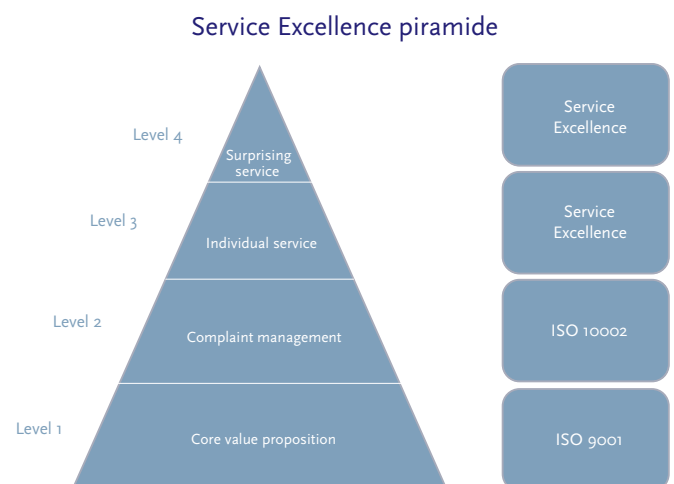 Service Excellence piramide
Level 4
Surprising
service
Service
Excellence
Level 3
Individual service
Service
Excellence
Level 2
Complaint management
ISO 10002
Level 1
Core value proposition
ISO 9001